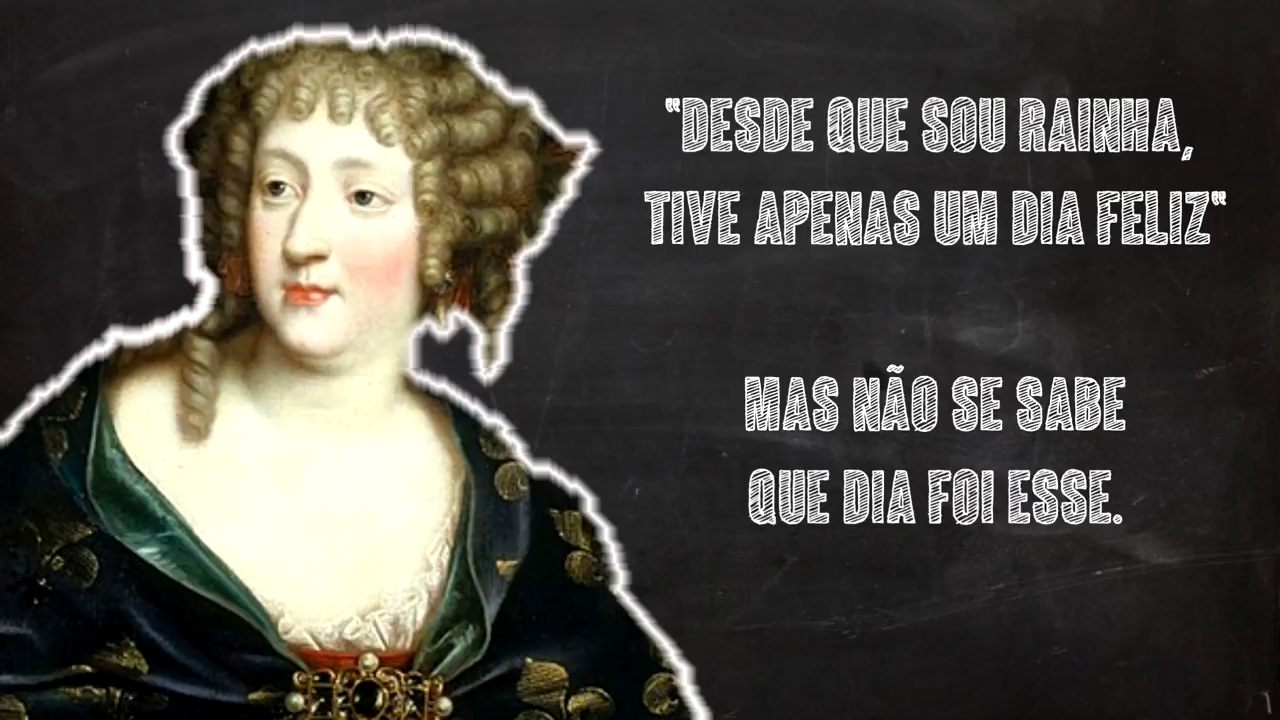 "DESDE QUE SOU RAINHA,
TIVE APENAS UM DIA FELIZ"
MAS NÃO SE SABE
QUE DIA FOI ESSE.